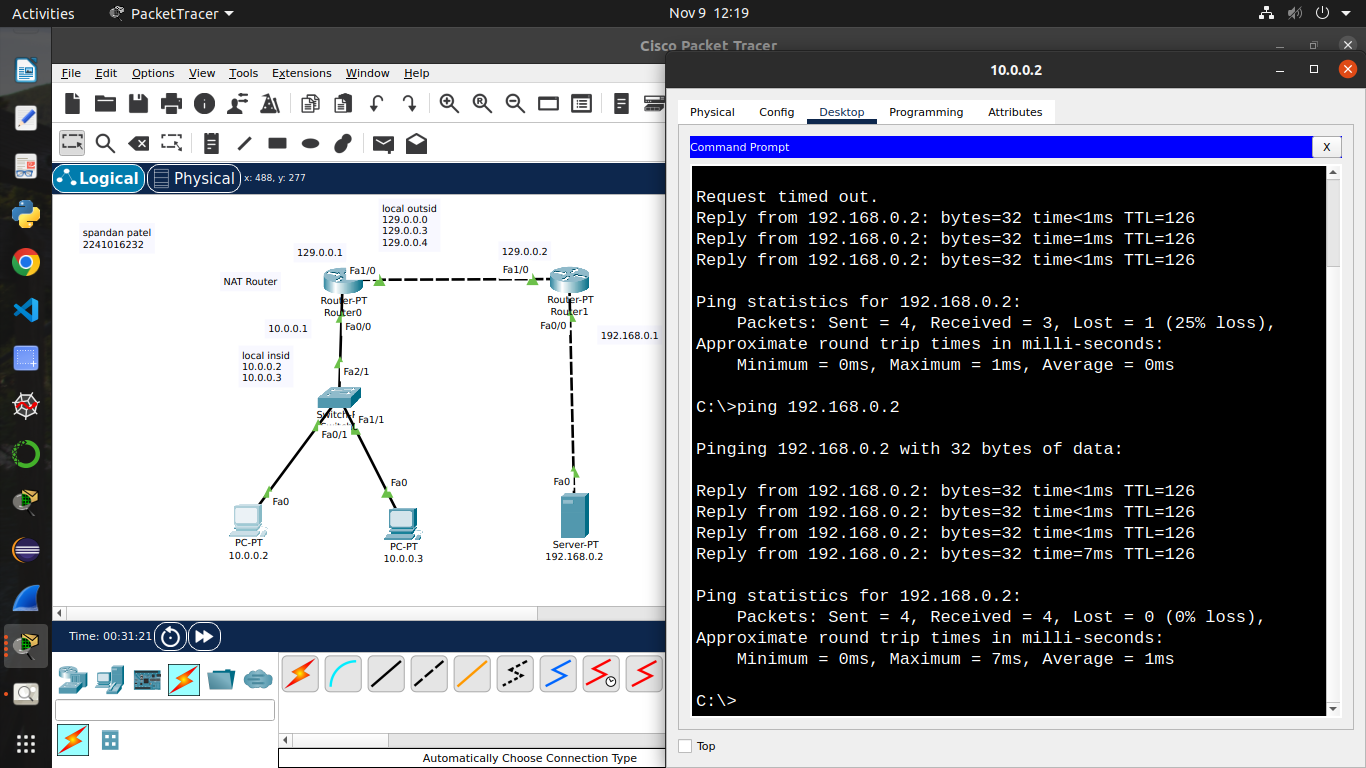 Activities
PacketTracer
Nov 9 12:19
Cisco Packet Tracer
File Edit Options View Tools Extensions Window Help
Logical
Physical
x: 488, y: 277
spandan patel
2241016232
local outsid
129.0.0.0
129.0.0.3
129.0.0.4
129.0.0.1
129.0.0.2
NAT Router
Fa1/0
Fa1/0
Router-PT
Router0
Router-PT
Router1
10.0.0.1
Fa0/0
Fa0/0
192.168.0.1
local insid
10.0.0.2
10.0.0.3
Fa2/1
Fa1/1
Fa0/1
Fa0
Fa0
Fa0
PC-PT
10.0.0.2
PC-PT
10.0.0.3
Server-PT
192.168.0.2
Time: 00:31:21
Automatically Choose Connection Type
10.0.0.2
Physical Config Desktop Programming Attributes
Command Prompt
X
Request timed out.
Reply from 192.168.0.2: bytes=32 time<1ms TTL=126
Reply from 192.168.0.2: bytes=32 time=1ms TTL=126
Reply from 192.168.0.2: bytes=32 time<1ms TTL=126
Ping statistics for 192.168.0.2:
Packets: Sent = 4, Received = 3, Lost = 1 (25% loss),
Approximate round trip times in milli-seconds:
Minimum = 0ms, Maximum = 1ms, Average = 0ms
C:\>ping 192.168.0.2
Pinging 192.168.0.2 with 32 bytes of data:
Reply from 192.168.0.2: bytes=32 time<1ms TTL=126
Reply from 192.168.0.2: bytes=32 time<1ms TTL=126
Reply from 192.168.0.2: bytes=32 time<1ms TTL=126
Reply from 192.168.0.2: bytes=32 time=7ms TTL=126
Ping statistics for 192.168.0.2:
Packets: Sent = 4, Received = 4, Lost = 0 (0% loss),
Approximate round trip times in milli-seconds:
Minimum = 0ms, Maximum = 7ms, Average = 1ms
C:\>
Top